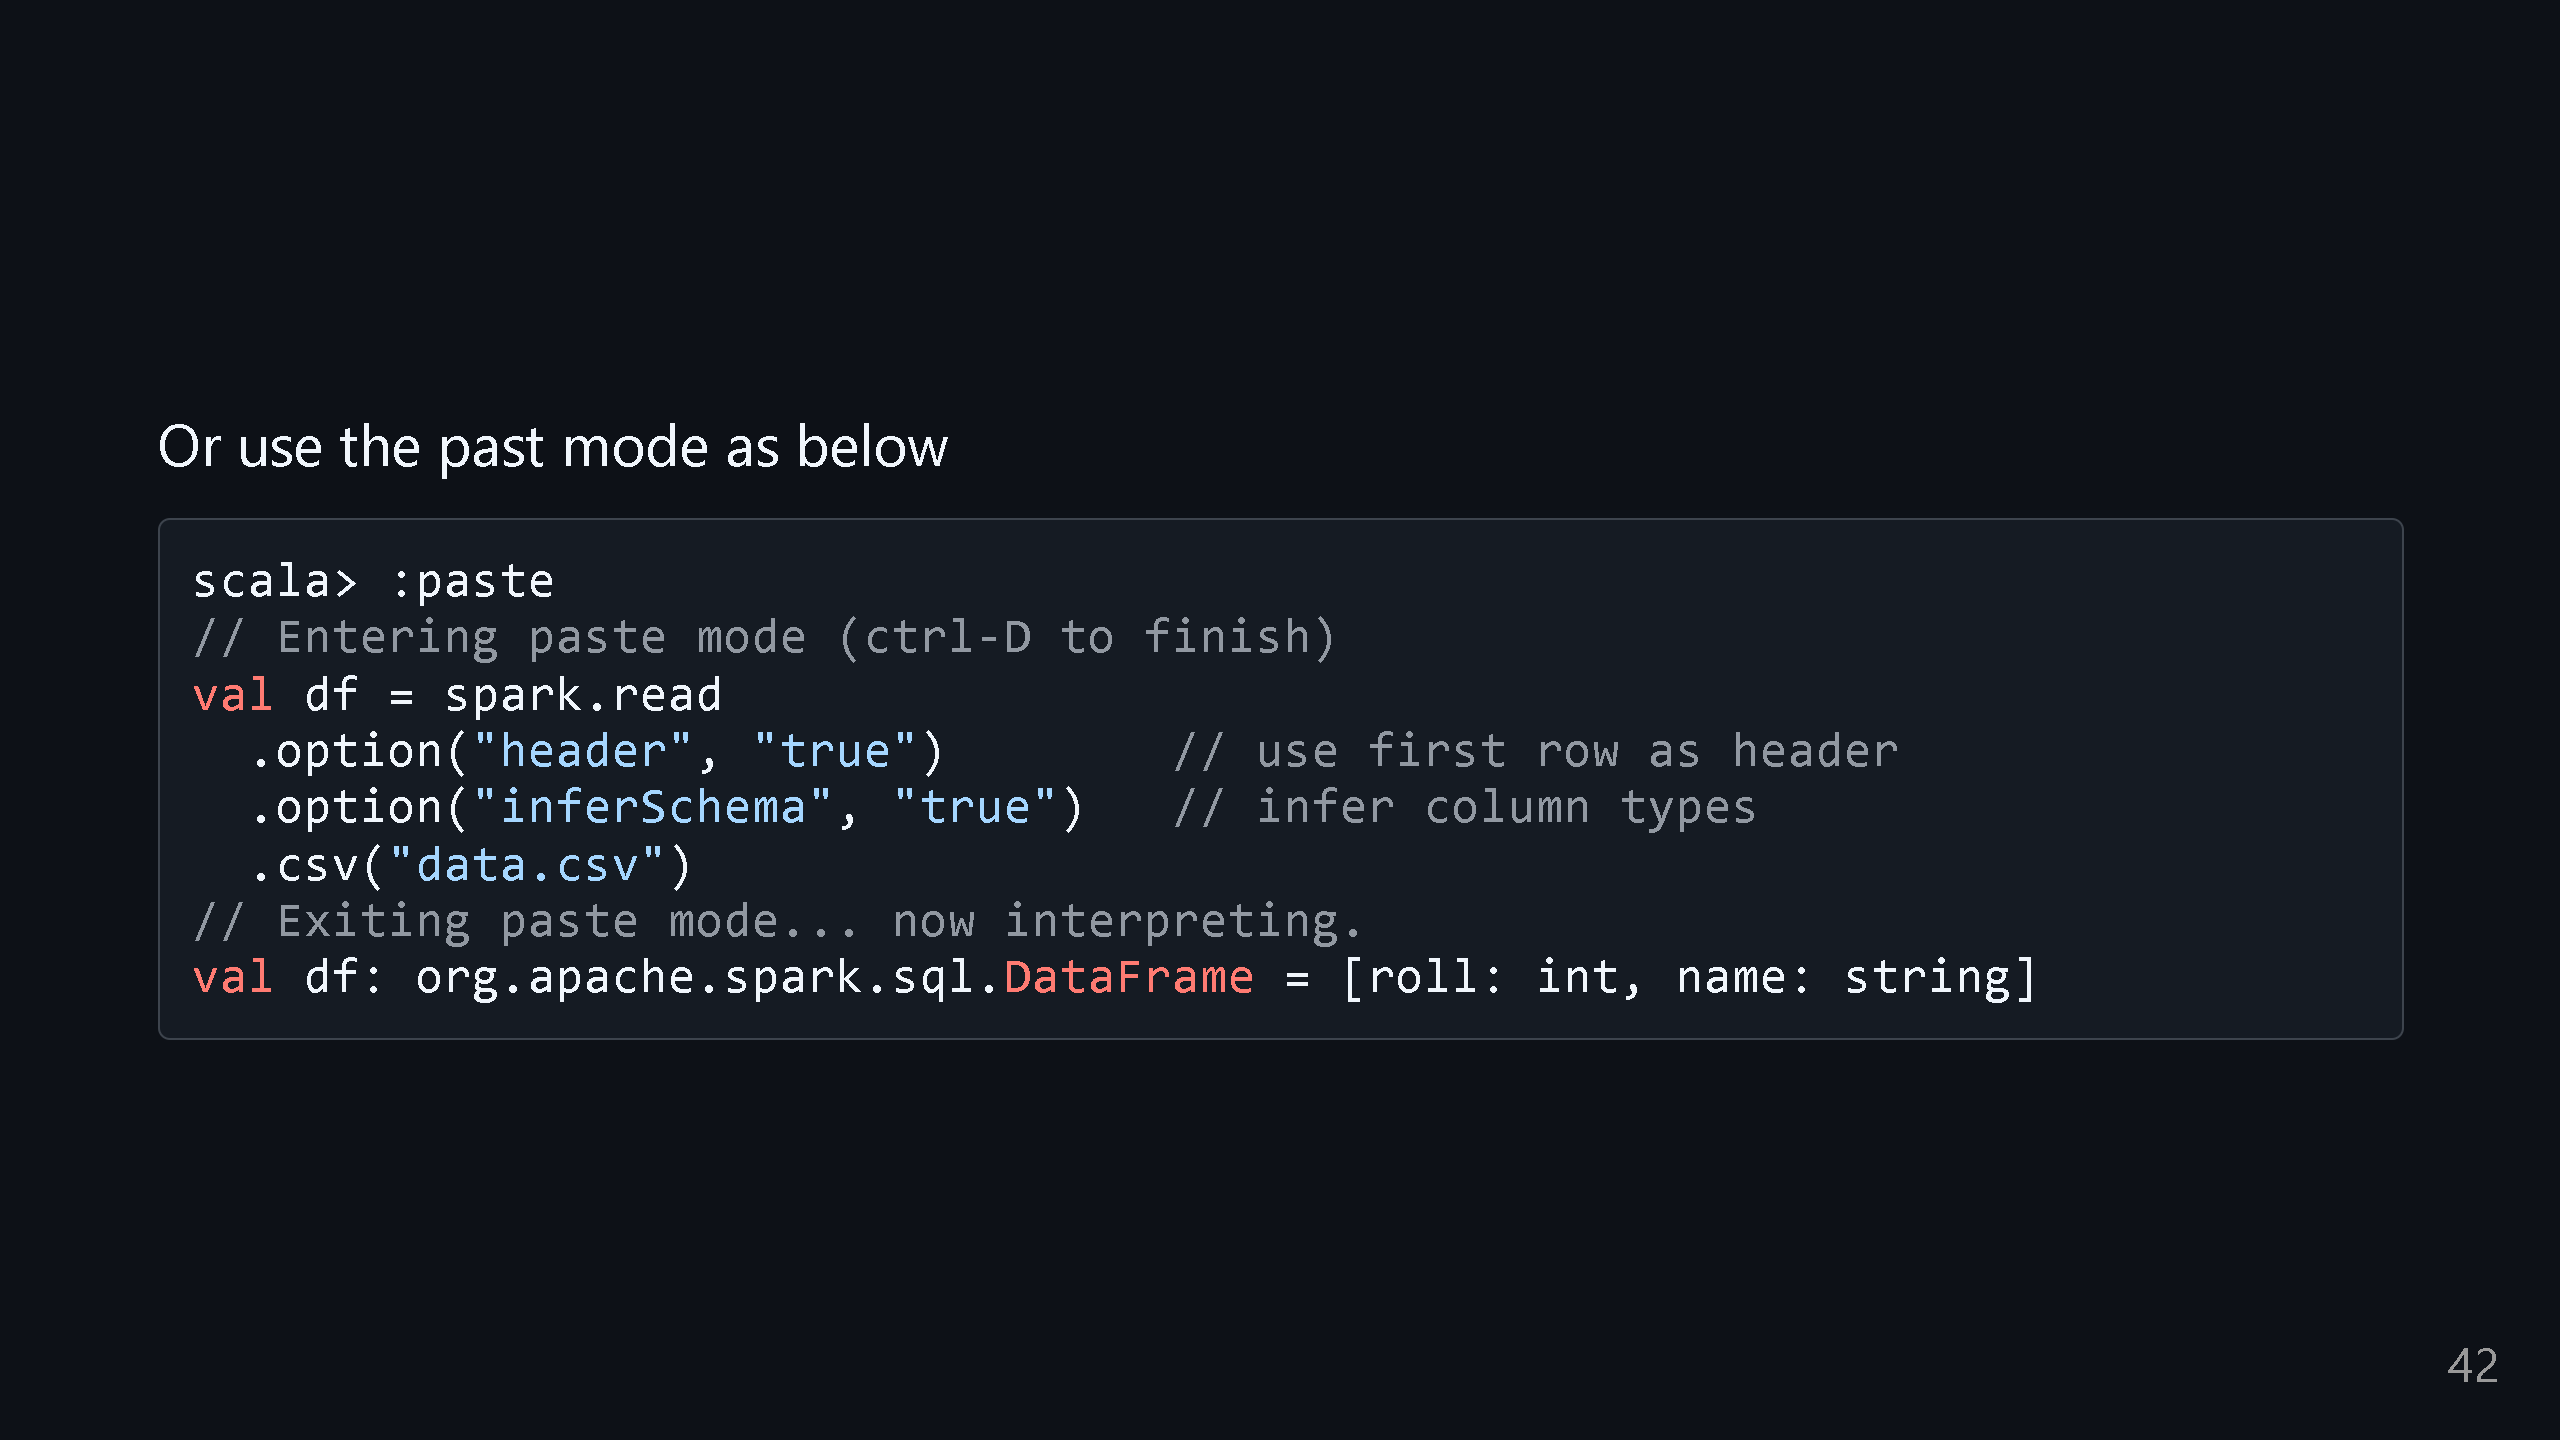 Or use the past mode as below
scala> :paste
// Entering paste mode (ctrl-D to finish)
val df = spark.read
  .option("header", "true")        // use first row as header
  .option("inferSchema", "true")   // infer column types
  .csv("data.csv")
// Exiting paste mode... now interpreting.
val df: org.apache.spark.sql.DataFrame = [roll: int, name: string]
42